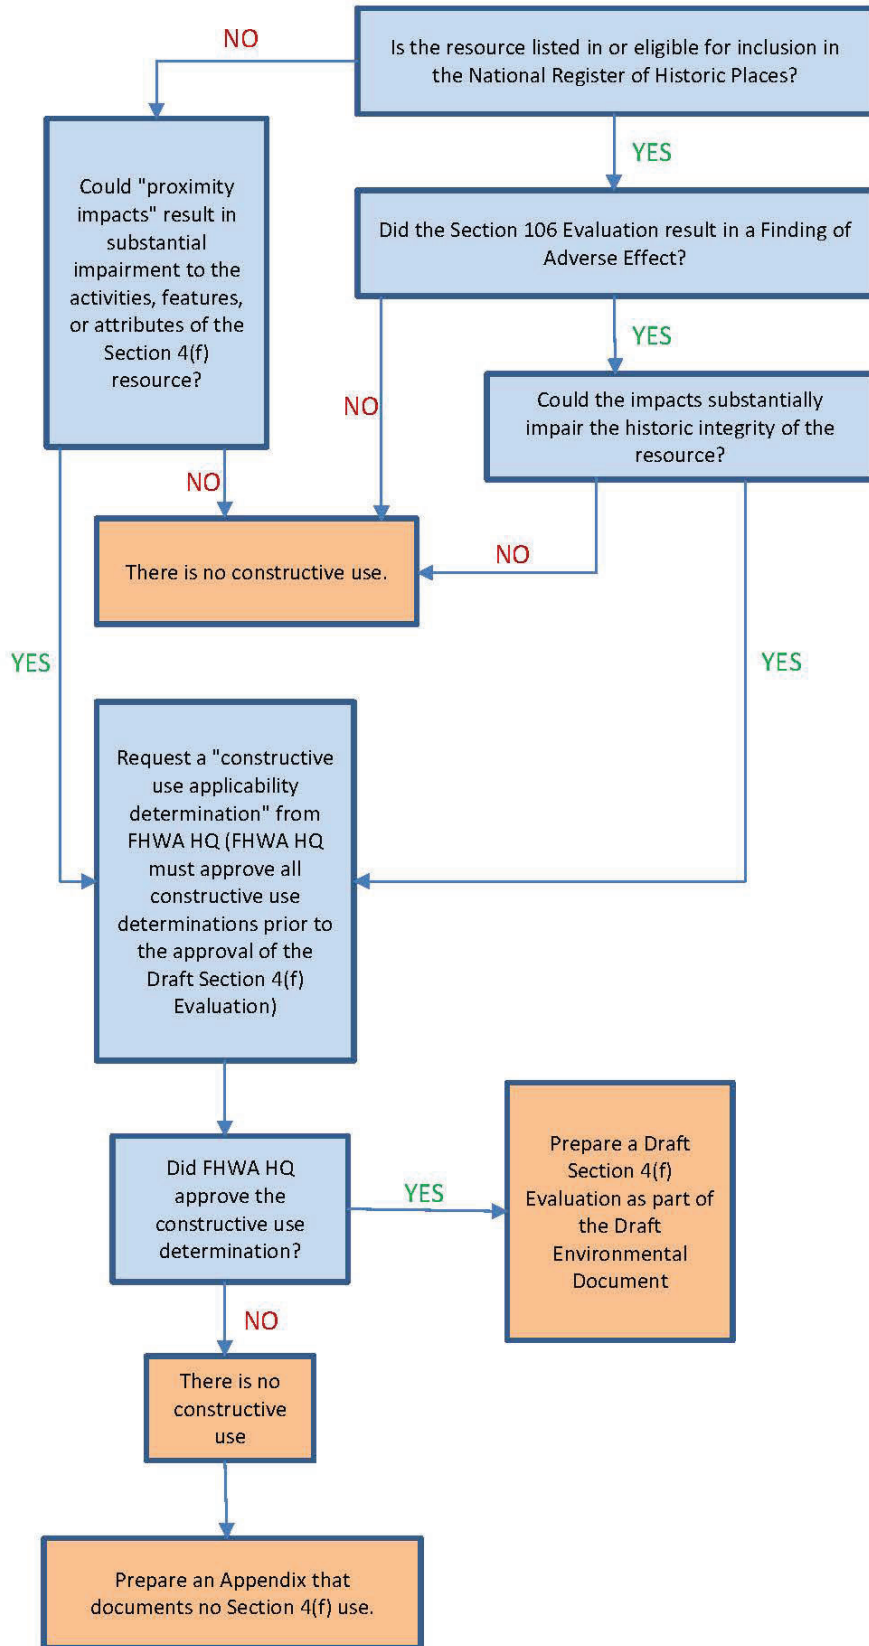 NO
Is the resource listed in or eligible for inclusion in
the National Register of Historic Places?
YES
Could "proximity
impacts" result in
substantial
impairment to the
activities, features,
or attributes of the
Section 4(f)
resource?
Did the Section 106 Evaluation result in a Finding of
Adverse Effect?
YES
NO
Could the impacts substantially
impair the historic integrity of the
resource?
NO
There is no constructive use.
NO
YES
YES
Request a "constructive
use applicability
determination" from
FHWA HQ (FHWA HQ
must approve all
constructive use
determinations prior to
the approval of the
Draft Section 4(f)
Evaluation)
Did FHWA HQ
approve the
constructive use
determination?
YES
Prepare a Draft
Section 4(f)
Evaluation as part of
the Draft
Environmental
Document
NO
There is no
constructive
use
Prepare an Appendix that
documents no Section 4(f) use.